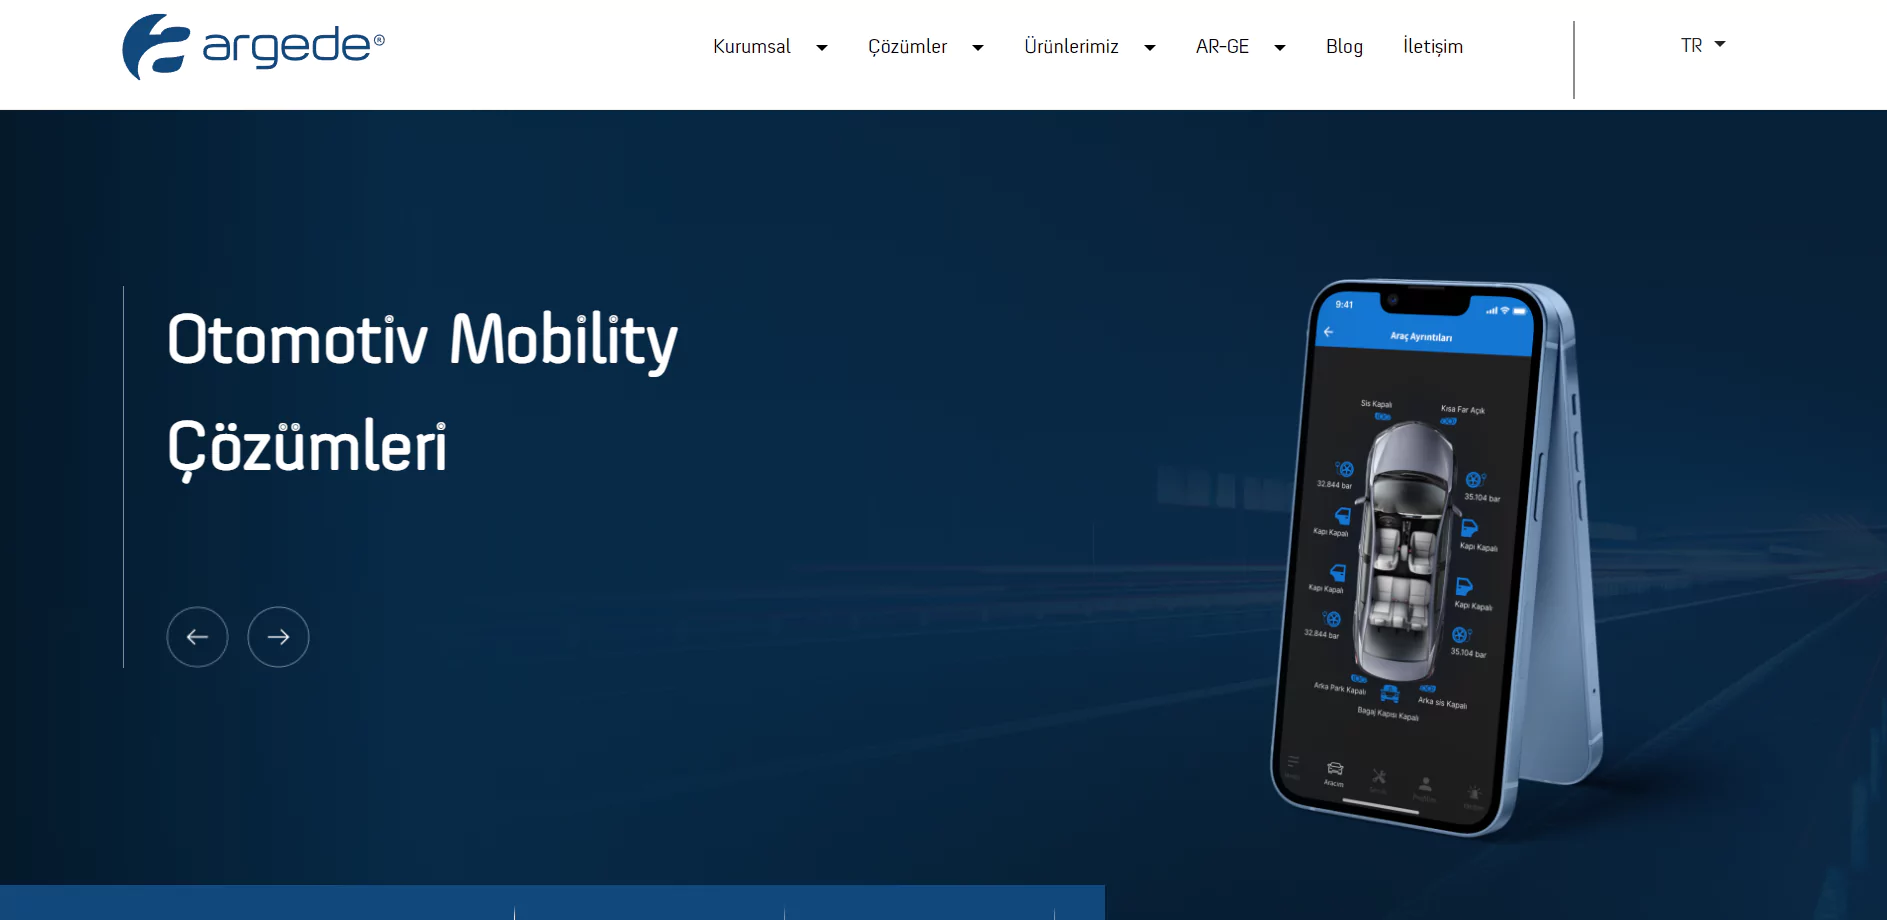 argede®
Kurumsal
Çözümler
Ürünlerimiz
AR-GE
Blog
İletişim
TR
Otomotiv Mobility
Çözümleri
9:41
Araç Ayrıntıları
Sis Kapalı
Kısa Far Açık
32.844 bar
35.104 bar
Kapı Kapalı
Kapı Kapalı
Kapı Kapalı
Kapı Kapalı
32.844 bar
35.104 bar
Arka Park Kapalı
Arka sis Kapalı
Bagaj Kapısı Kapalı
Aracım
Profilim